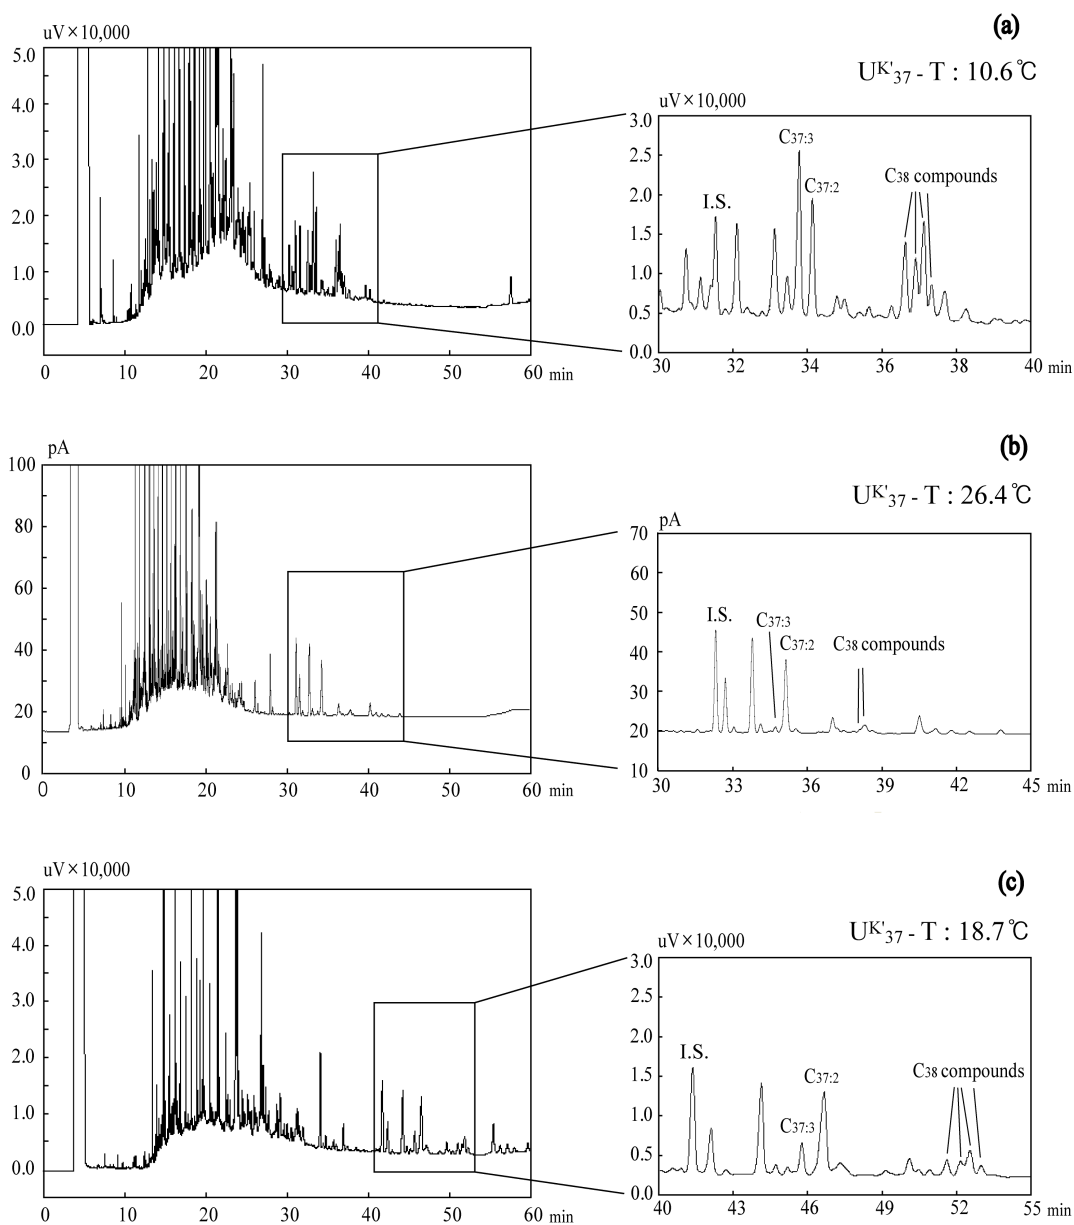 (a)
uV×10,000
U^K'_37 - T : 10.6℃
5.0
4.0
3.0
2.0
1.0
0.0
0 10 20 30 40 50 60 min
uV×10,000
3.0
2.5
2.0
1.5
1.0
0.5
0.0
C37:3
C37:2
I.S.
C38 compounds
30 32 34 36 38 40 min
(b)
pA
U^K'_37 - T : 26.4℃
100
80
60
40
20
0
0 10 20 30 40 50 60 min
pA
70
60
50
40
30
20
10
I.S.
C37:3
C37:2
C38 compounds
30 33 36 39 42 45 min
(c)
uV×10,000
U^K'_37 - T : 18.7℃
5.0
4.0
3.0
2.0
1.0
0.0
0 10 20 30 40 50 60 min
uV×10,000
3.0
2.5
2.0
1.5
1.0
0.5
0.0
I.S.
C37:2
C37:3
C38 compounds
40 43 46 49 52 55 min